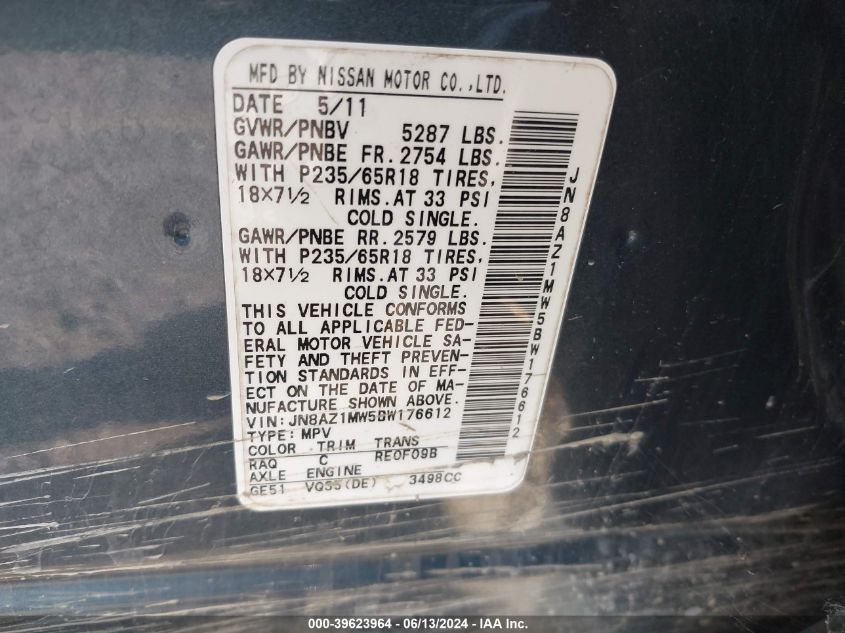 MFD BY NISSAN MOTOR CO.,LTD.
DATE 5/11
GVWR/PNBV 5287 LBS.
GAWR/PNBE FR. 2754 LBS.
WITH P235/65R18 TIRES,
18×7½ RIMS. AT 33 PSI
COLD SINGLE.
GAWR/PNBE RR. 2579 LBS.
WITH P235/65R18 TIRES,
18×7½ RIMS. AT 33 PSI
COLD SINGLE.
THIS VEHICLE CONFORMS
TO ALL APPLICABLE FED-
ERAL MOTOR VEHICLE SA-
FETY AND THEFT PREVEN-
TION STANDARDS IN EFF-
ECT ON THE DATE OF MA-
NUFACTURE SHOWN ABOVE.
VIN: JN8AZ1MW5BW176612
TYPE: MPV
COLOR TRIM TRANS
RAQ C RE0F09B
AXLE ENGINE
GE51 VQ35(DE) 3498CC
JN8AZ1MW5BW176612
000-39623964 - 06/13/2024 - IAA Inc.